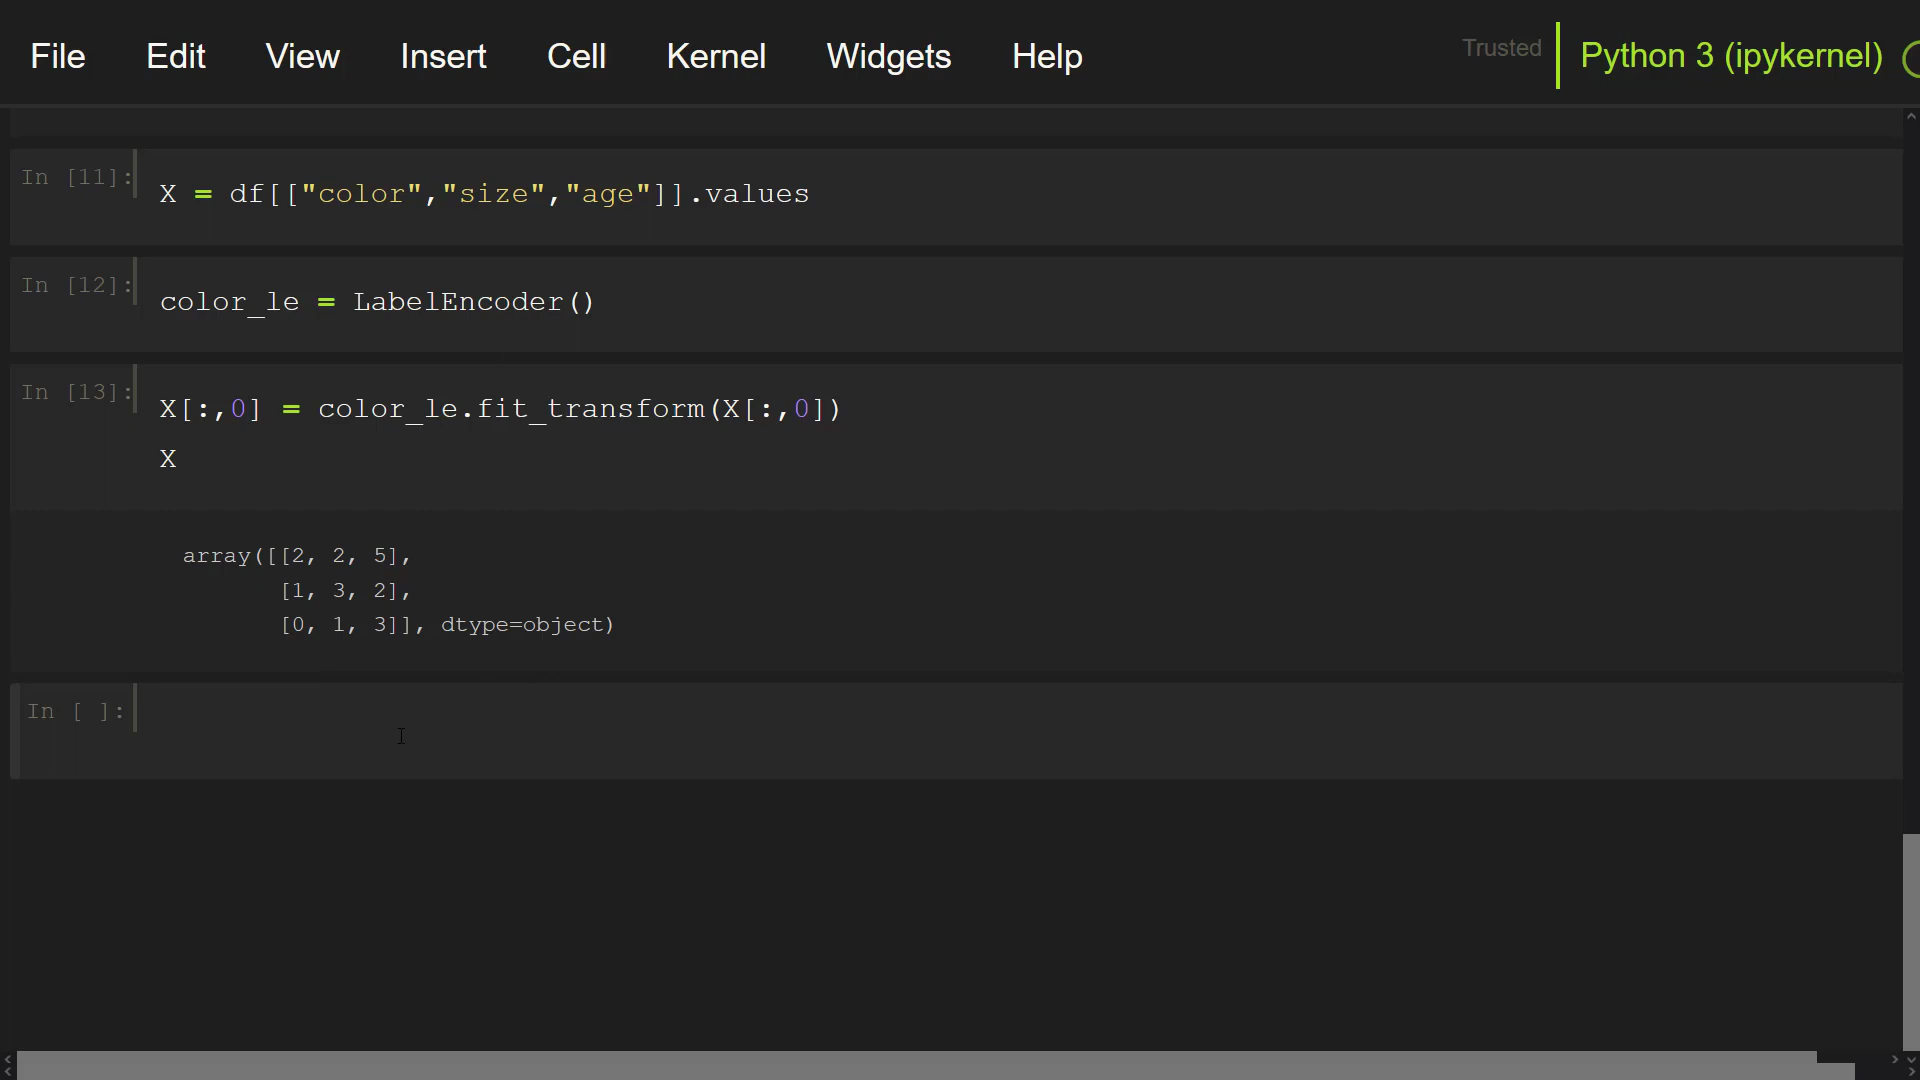 File Edit View Insert Cell Kernel Widgets Help Trusted Python 3 (ipykernel)
In [11]: X = df[["color","size","age"]].values
In [12]: color_le = LabelEncoder()
In [13]: X[:,0] = color_le.fit_transform(X[:,0])
X
array([[2, 2, 5],
[1, 3, 2],
[0, 1, 3]], dtype=object)
In [ ]: